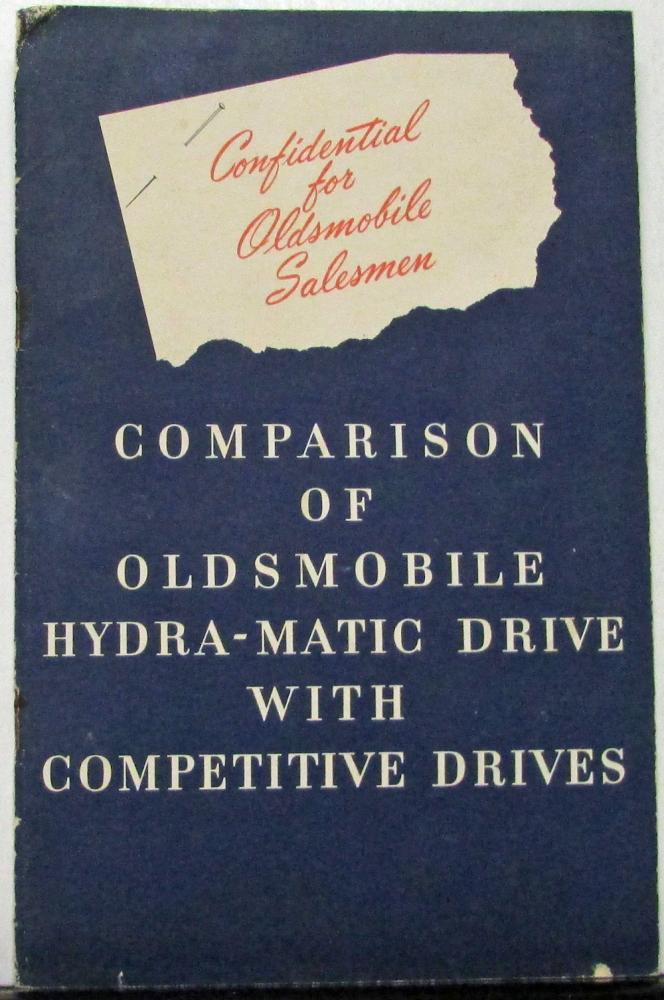 Confidential
for
Oldsmobile
Salesmen
COMPARISON
OF
OLDSMOBILE
HYDRA-MATIC DRIVE
WITH
COMPETITIVE DRIVES